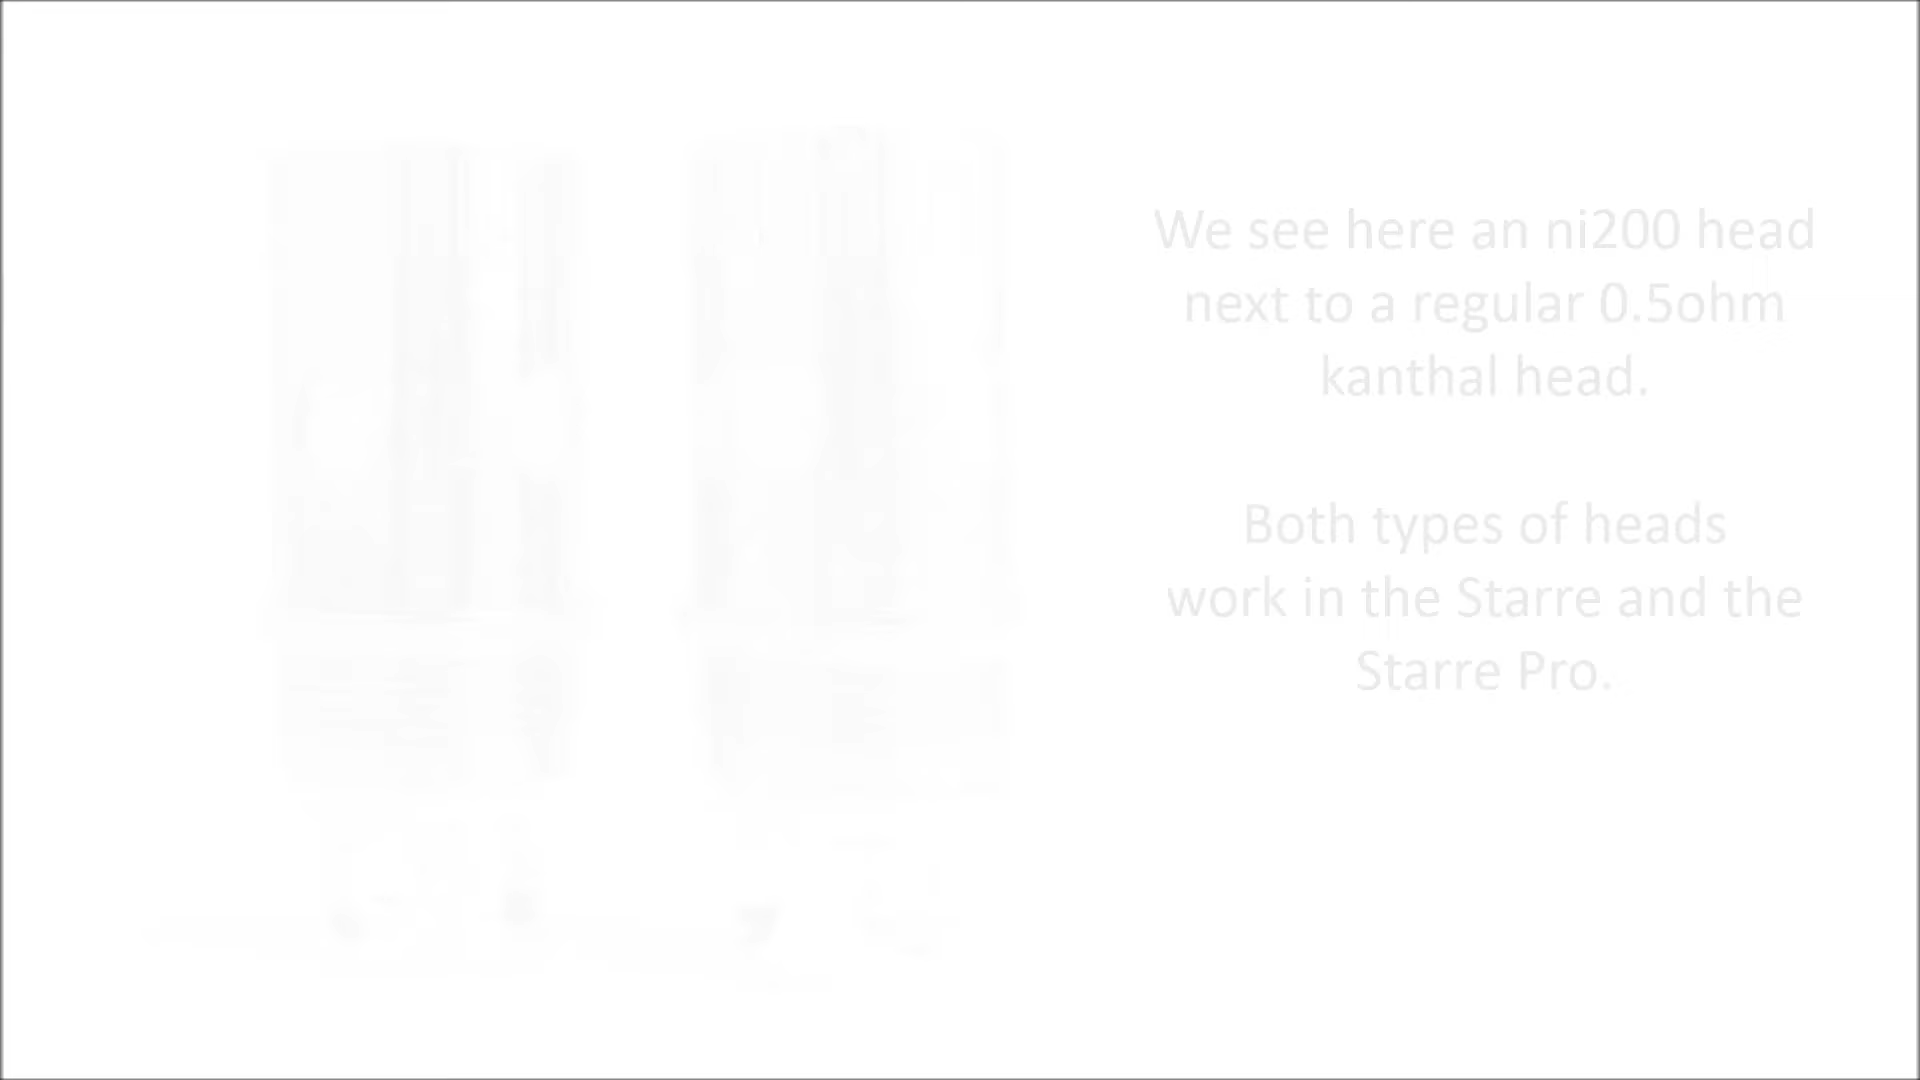 We see here an ni200 head
next to a regular 0.5ohm
kanthal head.
Both types of heads
work in the Starre and the
Starre Pro.